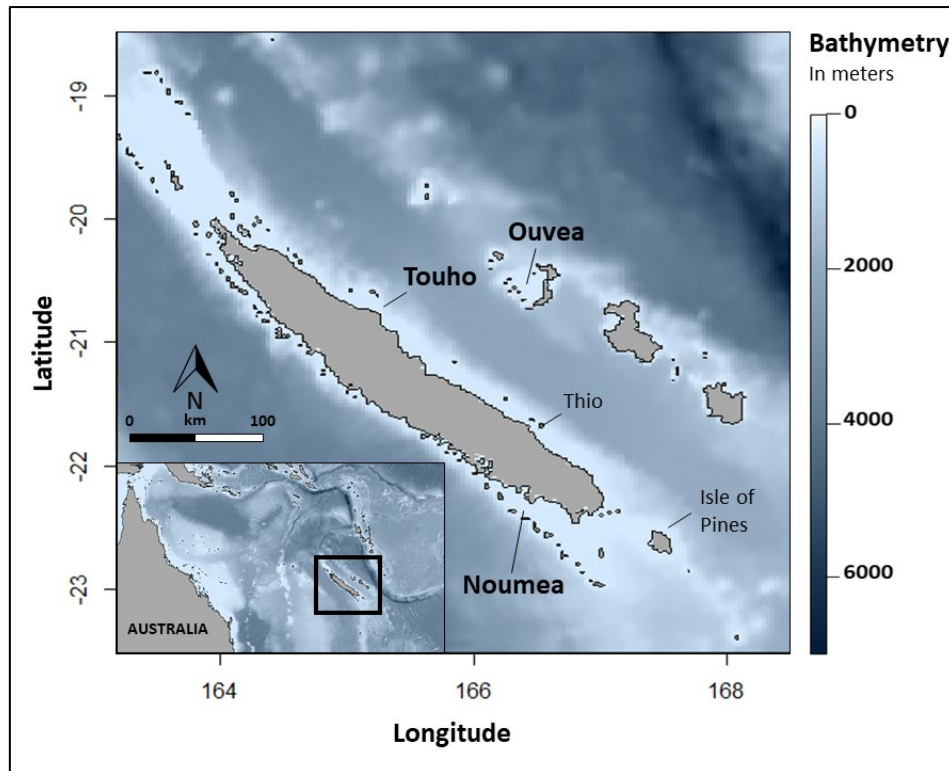 Bathymetry
In meters
0
2000
4000
6000
Latitude
-19
-20
-21
-22
-23
Ouvea
Touho
Thio
Isle of
Pines
Noumea
N
0 km 100
AUSTRALIA
164 166 168
Longitude